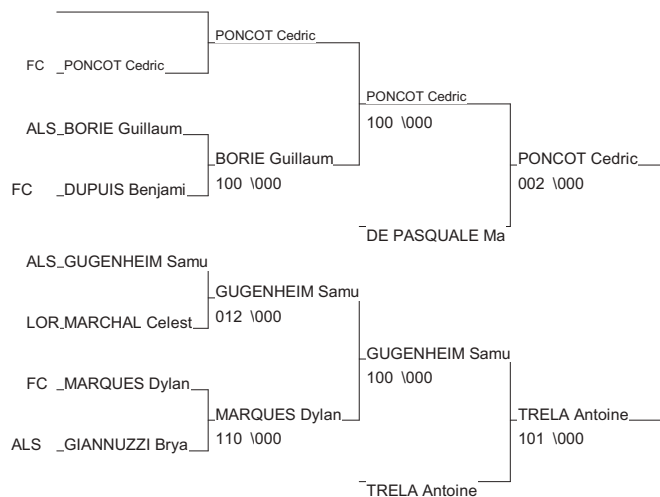 PONCOT Cedric
FC PONCOT Cedric
PONCOT Cedric
100 \000
ALS BORIE Guillaum
BORIE Guillaum
100 \000
PONCOT Cedric
002 \000
FC DUPUIS Benjami
DE PASQUALE Ma
ALS GUGENHEIM Samu
GUGENHEIM Samu
012 \000
LOR MARCHAL Celest
GUGENHEIM Samu
100 \000
FC MARQUES Dylan
MARQUES Dylan
110 \000
TRELA Antoine
101 \000
ALS GIANNUZZI Brya
TRELA Antoine